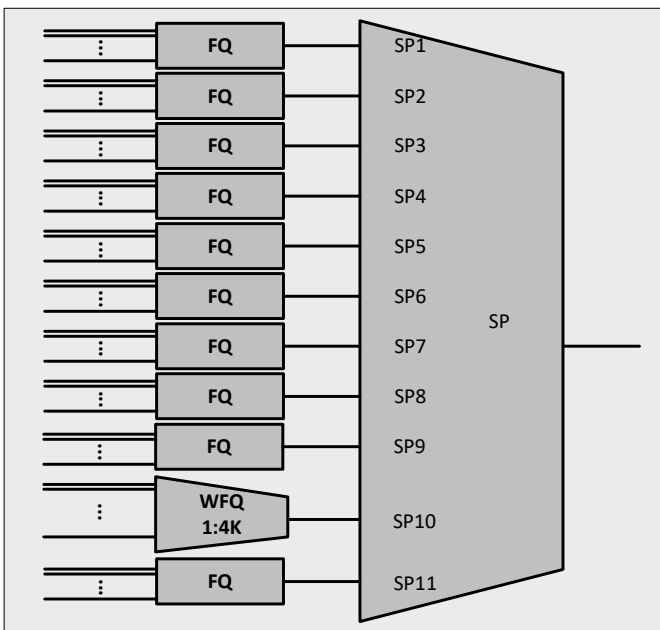 FQ SP1
FQ SP2
FQ SP3
FQ SP4
FQ SP5
FQ SP6
FQ SP7
SP
FQ SP8
FQ SP9
WFQ
1:4K
SP10
FQ SP11